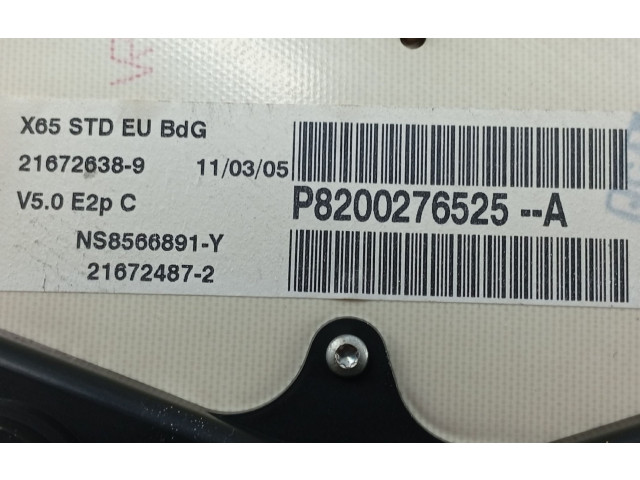 X65 STD EU BdG
21672638-9 11/03/05
V5.0 E2p C
P8200276525 --A
NS8566891-Y
21672487-2